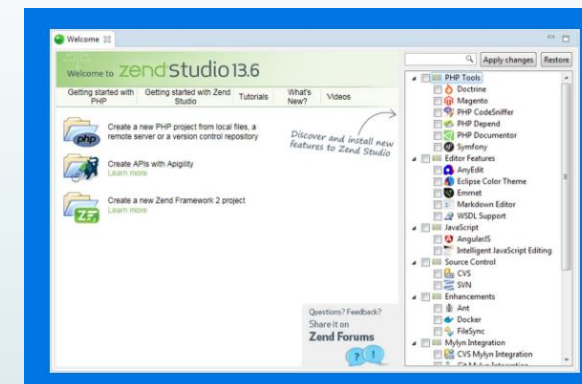 Welcome
Welcome to zend studio 13.6
Getting started with PHP
Getting started with Zend Studio
Tutorials
What's New?
Videos
php
Create a new PHP project from local files, a
remote server or a version control repository
Create APIs with Apigility
Learn more
ZF
Create a new Zend Framework 2 project
Learn more
Discover and install new
features to Zend Studio
Questions? Feedback?
Share it on
Zend Forums
? !
Apply changes
Restore
PHP Tools
Doctrine
Magento
PHP CodeSniffer
PHP Depend
PHP Documentor
Symfony
Editor Features
AnyEdit
Eclipse Color Theme
Emmet
Markdown Editor
WSDL Support
JavaScript
AngularJS
Intelligent JavaScript Editing
Source Control
CVS
SVN
Enhancements
Ant
Docker
FileSync
Mylyn Integration
CVS Mylyn Integration
Git Mylyn Integration